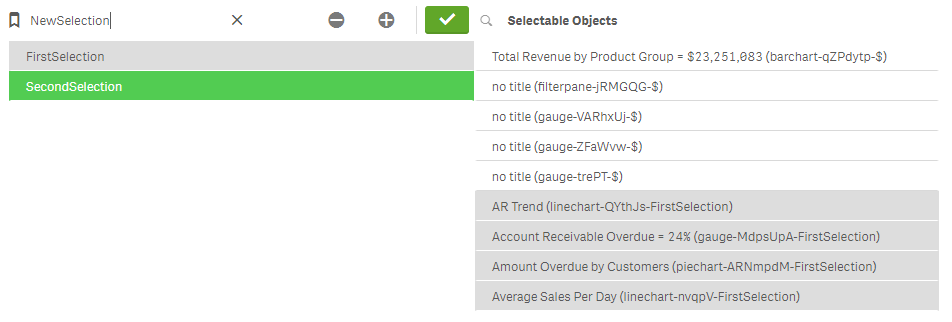 NewSelection
FirstSelection
SecondSelection
Selectable Objects
Total Revenue by Product Group = $23,251,083 (barchart-qZPdytp-$)
no title (filterpane-jRMGQG-$)
no title (gauge-VARhxUj-$)
no title (gauge-ZFaWvw-$)
no title (gauge-trePT-$)
AR Trend (linechart-QYthJs-FirstSelection)
Account Receivable Overdue = 24% (gauge-MdpsUpA-FirstSelection)
Amount Overdue by Customers (piechart-ARNmpdM-FirstSelection)
Average Sales Per Day (linechart-nvqpV-FirstSelection)